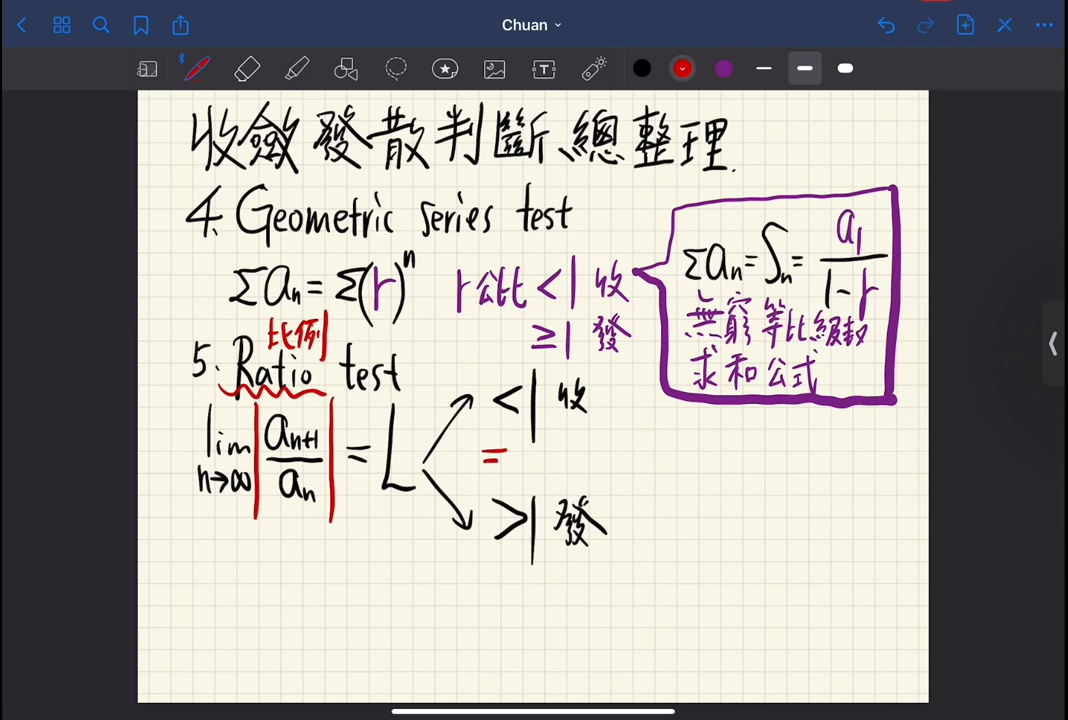 Chuan
收斂發散判斷總整理.
4. Geometric series test
Σan = Σ(r)^n r公比 <1 收
≥1 發
Σan = Sn = a1/(1-r)
無窮等比級數
求和公式
比例
5. Ratio test
lim n→∞ |an+1/an| = L
<1 收
=
>1 發